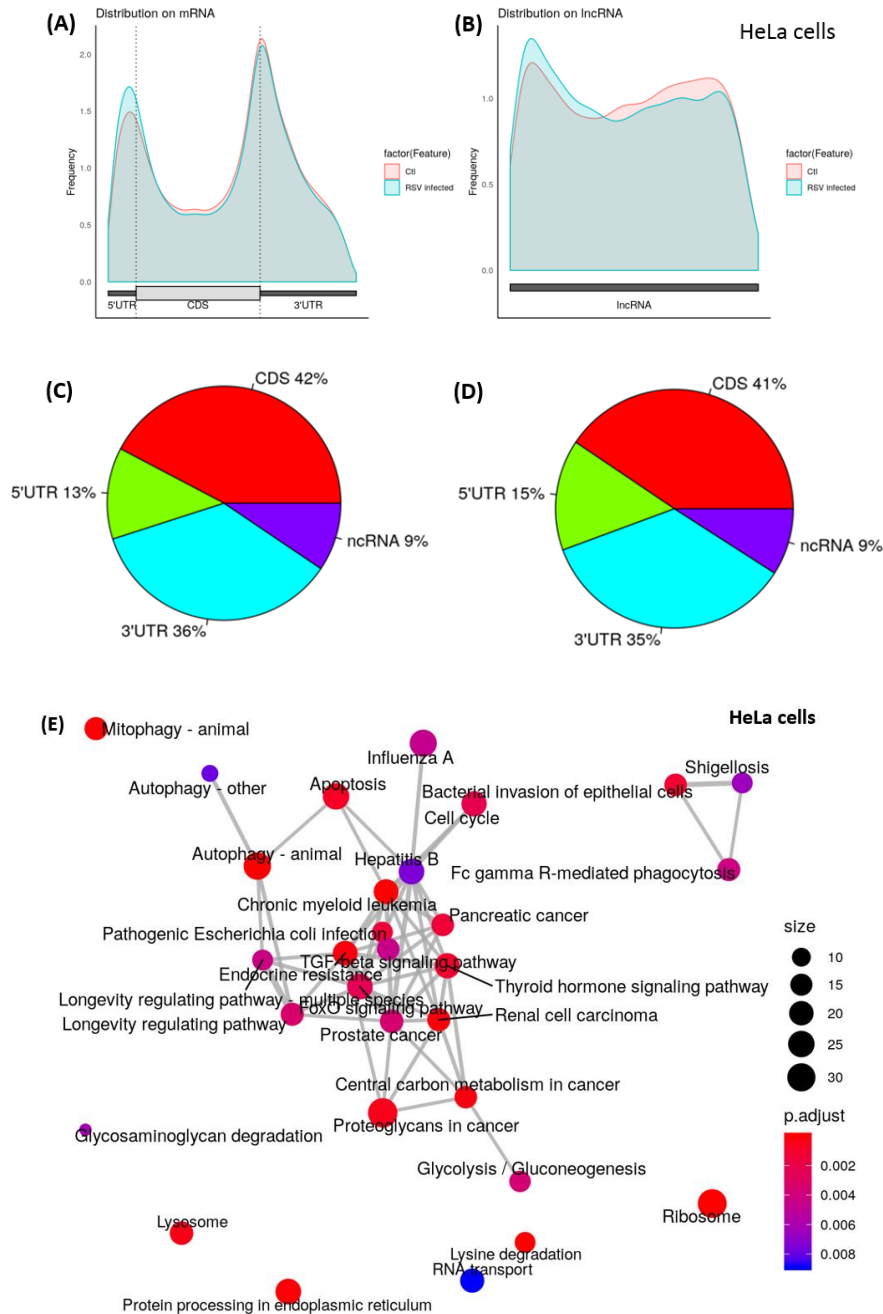 (A)
Distribution on mRNA
Frequency
2.0
1.5
1.0
0.5
0.0
5'UTR
CDS
3'UTR
factor(Feature)
Ctl
RSV infected
(B)
Distribution on lncRNA
HeLa cells
Frequency
1.0
0.5
0.0
lncRNA
factor(Feature)
Ctl
RSV infected
(C)
CDS 42%
5'UTR 13%
ncRNA 9%
3'UTR 36%
(D)
CDS 41%
5'UTR 15%
ncRNA 9%
3'UTR 35%
(E)
HeLa cells
Mitophagy - animal
Influenza A
Shigellosis
Autophagy - other
Apoptosis
Bacterial invasion of epithelial cells
Cell cycle
Autophagy - animal
Hepatitis B
Fc gamma R-mediated phagocytosis
Chronic myeloid leukemia
Pancreatic cancer
Pathogenic Escherichia coli infection
TGF-beta signaling pathway
Endocrine resistance
Thyroid hormone signaling pathway
Longevity regulating pathway - multiple species
FoxO signaling pathway
Renal cell carcinoma
Longevity regulating pathway
Prostate cancer
Central carbon metabolism in cancer
Proteoglycans in cancer
Glycosaminoglycan degradation
Glycolysis / Gluconeogenesis
Lysosome
Ribosome
Lysine degradation
RNA transport
Protein processing in endoplasmic reticulum
size
10
15
20
25
30
p.adjust
0.002
0.004
0.006
0.008